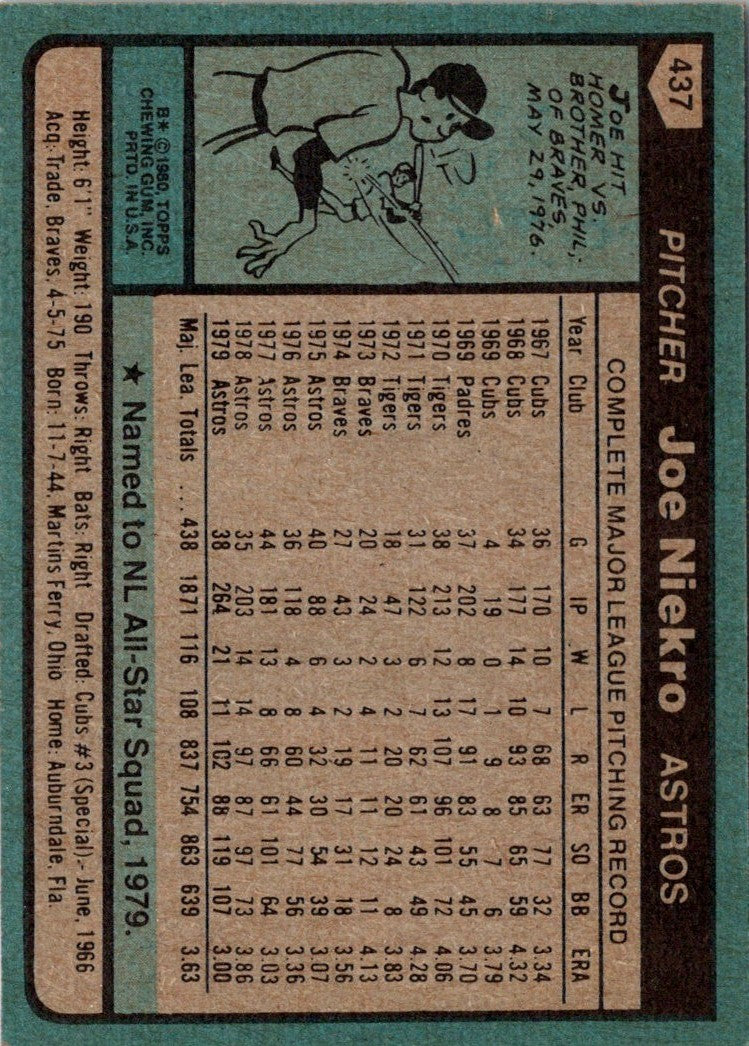 437
PITCHER Joe Niekro ASTROS
JOE HIT
HOMER VS.
BROTHER, PHIL,
OF BRAVES,
MAY 29, 1976.
B* © 1980, TOPPS
CHEWING GUM, INC.
PRTD. IN U.S.A.
COMPLETE MAJOR LEAGUE PITCHING RECORD
Year Club G IP W L R ER SO BB ERA
1967 Cubs 36 170 10 7 68 63 77 32 3.34
1968 Cubs 34 177 14 10 93 85 65 59 4.32
1969 Cubs 4 19 0 1 9 8 7 6 3.79
1969 Padres 37 202 8 17 91 83 55 45 3.70
1970 Tigers 38 213 12 13 107 96 101 72 4.06
1971 Tigers 31 122 6 7 62 61 43 49 4.28
1972 Tigers 18 47 3 2 20 20 24 8 3.83
1973 Braves 20 24 2 4 11 11 12 11 4.13
1974 Braves 27 43 3 2 19 17 31 18 3.56
1975 Astros 40 88 6 4 32 30 54 39 3.07
1976 Astros 36 118 4 8 60 44 77 56 3.36
1977 Astros 44 181 13 8 66 61 101 64 3.03
1978 Astros 35 203 14 14 97 87 97 73 3.86
1979 Astros 38 264 21 11 102 88 119 107 3.00
Maj. Lea. Totals .... 438 1871 116 108 837 754 863 639 3.63
★ Named to NL All-Star Squad, 1979.
Height: 6'1" Weight: 190 Throws: Right Bats: Right Drafted: Cubs #3 (Special),- June, 1966
Acq: Trade, Braves, 4-5-75 Born: 11-7-44, Martins Ferry, Ohio Home: Auburndale, Fla.